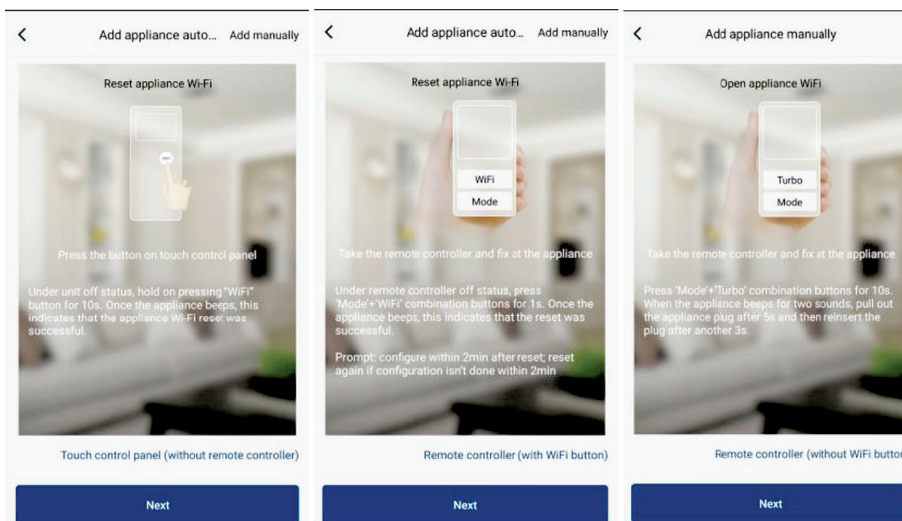 Add appliance auto... Add manually
Reset appliance Wi-Fi
WiFi
Press the button on touch control panel
Under unit off status, hold on pressing "WiFi"
button for 10s. Once the appliance beeps, this
indicates that the appliance Wi-Fi reset was
successful.
Touch control panel (without remote controller)
Next
Add appliance auto... Add manually
Reset appliance Wi-Fi
WiFi
Mode
Take the remote controller and fix at the appliance
Under remote controller off status, press
'Mode'+'WiFi' combination buttons for 1s. Once the
appliance beeps, this indicates that the reset was
successful.
Prompt: configure within 2min after reset; reset
again if configuration isn't done within 2min
Remote controller (with WiFi button)
Next
Add appliance manually
Open appliance WiFi
Turbo
Mode
Take the remote controller and fix at the appliance
Press 'Mode'+'Turbo' combination buttons for 10s.
When the appliance beeps for two sounds, pull out
the appliance plug after 5s and then reinsert the
plug after another 3s.
Remote controller (without WiFi butto
Next